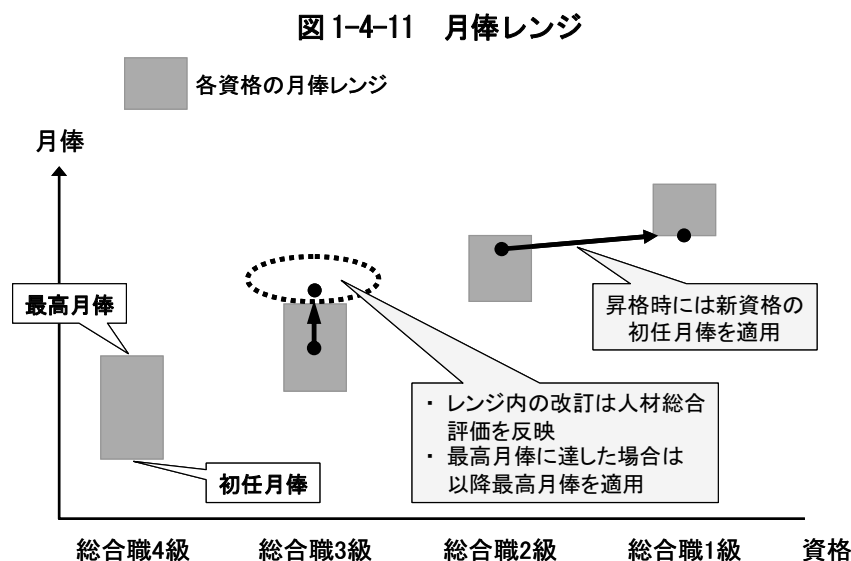 図 1-4-11 月俸レンジ
各資格の月俸レンジ
月俸
最高月俸
昇格時には新資格の
初任月俸を適用
・ レンジ内の改訂は人材総合
評価を反映
・ 最高月俸に達した場合は
以降最高月俸を適用
初任月俸
総合職4級
総合職3級
総合職2級
総合職1級
資格